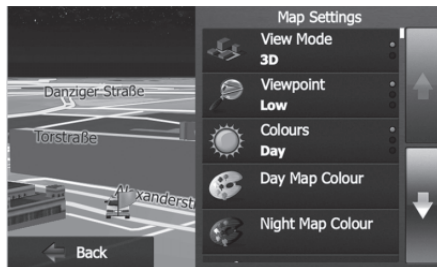 Map Settings
View Mode
3D
Viewpoint
Low
Colours
Day
Day Map Colour
Night Map Colour
Danziger Straße
Torstraße
Alexanderst
Back